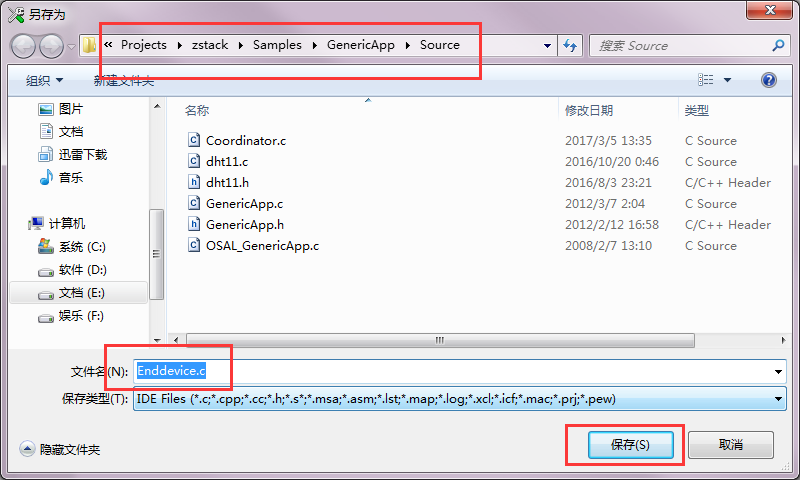 另存为
« Projects ▸ zstack ▸ Samples ▸ GenericApp ▸ Source
搜索 Source
组织 新建文件夹
名称 修改日期 类型
图片
文档
迅雷下载
音乐
计算机
系统 (C:)
软件 (D:)
文档 (E:)
娱乐 (F:)
Coordinator.c 2017/3/5 13:35 C Source
dht11.c 2016/10/20 0:46 C Source
dht11.h 2016/8/3 23:21 C/C++ Header
GenericApp.c 2012/3/7 2:04 C Source
GenericApp.h 2012/2/12 16:58 C/C++ Header
OSAL_GenericApp.c 2008/2/7 13:10 C Source
文件名(N): Enddevice.c
保存类型(T): IDE Files (*.c;*.cpp;*.cc;*.h;*.s*;*.msa;*.asm;*.lst;*.map;*.log;*.xcl;*.icf;*.mac;*.prj;*.pew)
隐藏文件夹 保存(S) 取消